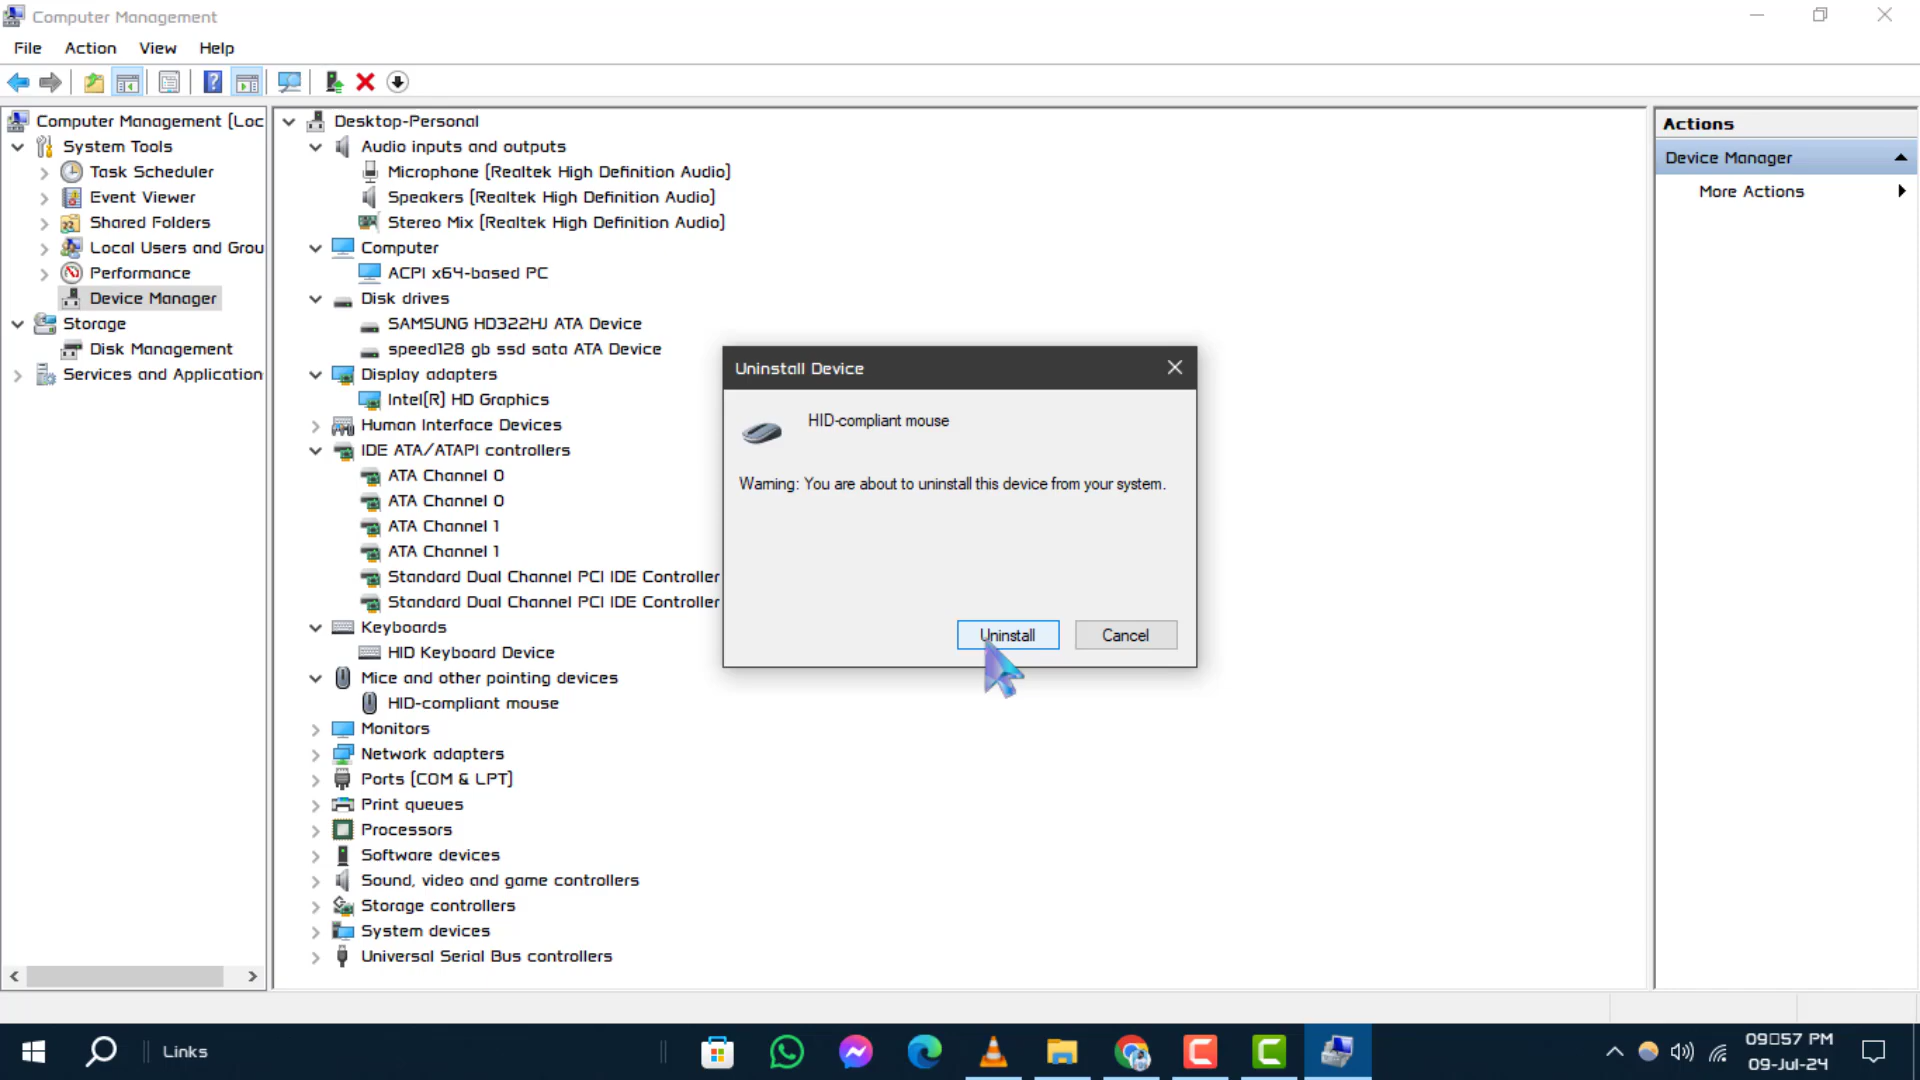 Computer Management
File Action View Help
Computer Management [Loc
System Tools
Task Scheduler
Event Viewer
Shared Folders
Local Users and Grou
Performance
Device Manager
Storage
Disk Management
Services and Application
Desktop-Personal
Audio inputs and outputs
Microphone [Realtek High Definition Audio]
Speakers [Realtek High Definition Audio]
Stereo Mix [Realtek High Definition Audio]
Computer
ACPI x64-based PC
Disk drives
SAMSUNG HD322HJ ATA Device
speed128 gb ssd sata ATA Device
Display adapters
Intel[R] HD Graphics
Human Interface Devices
IDE ATA/ATAPI controllers
ATA Channel 0
ATA Channel 0
ATA Channel 1
ATA Channel 1
Standard Dual Channel PCI IDE Controller
Standard Dual Channel PCI IDE Controller
Keyboards
HID Keyboard Device
Mice and other pointing devices
HID-compliant mouse
Monitors
Network adapters
Ports [COM & LPT]
Print queues
Processors
Software devices
Sound, video and game controllers
Storage controllers
System devices
Universal Serial Bus controllers
Uninstall Device
HID-compliant mouse
Warning: You are about to uninstall this device from your system.
Uninstall Cancel
Actions
Device Manager
More Actions
Links
09□57 PM
09-Jul-24